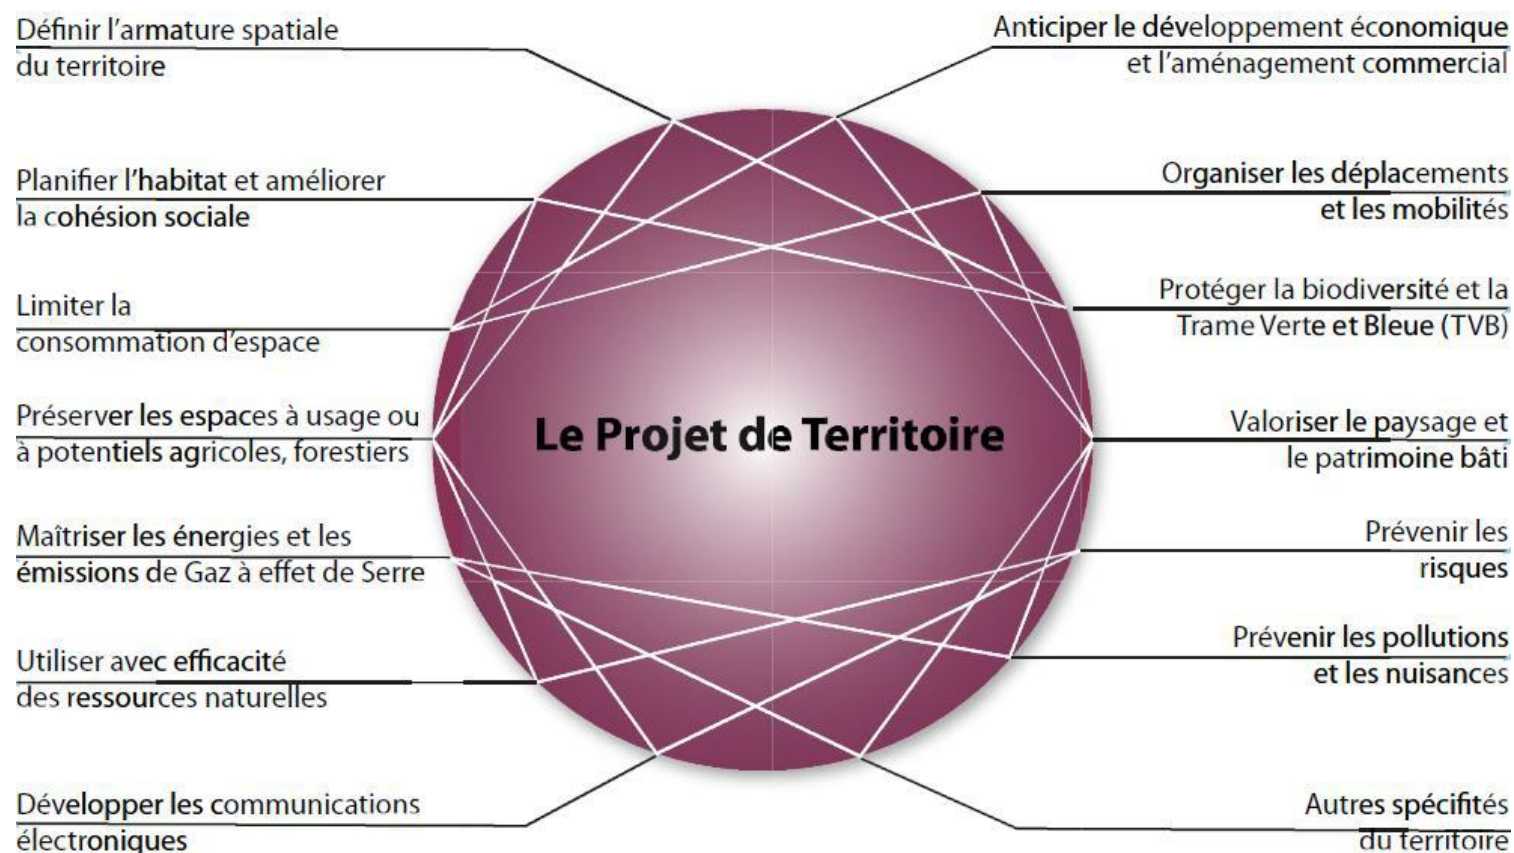 Définir l'armature spatiale
du territoire
Planifier l'habitat et améliorer
la cohésion sociale
Limiter la
consommation d'espace
Préserver les espaces à usage ou
à potentiels agricoles, forestiers
Maîtriser les énergies et les
émissions de Gaz à effet de Serre
Utiliser avec efficacité
des ressources naturelles
Développer les communications
électroniques
Le Projet de Territoire
Anticiper le développement économique
et l'aménagement commercial
Organiser les déplacements
et les mobilités
Protéger la biodiversité et la
Trame Verte et Bleue (TVB)
Valoriser le paysage et
le patrimoine bâti
Prévenir les
risques
Prévenir les pollutions
et les nuisances
Autres spécifités
du territoire